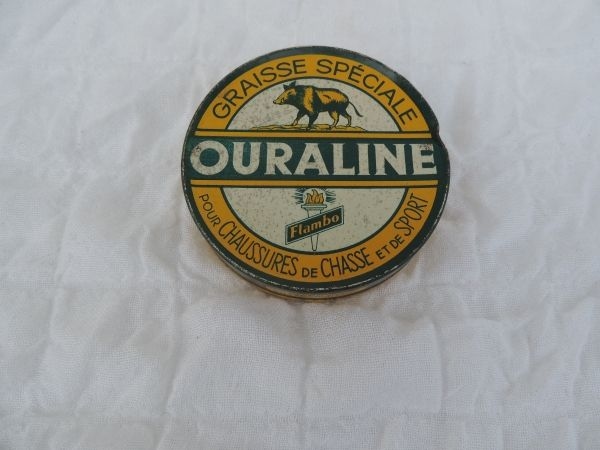 GRAISSE SPÉCIALE
OURALINE
Flambo
POUR CHAUSSURES DE CHASSE ET DE SPORT